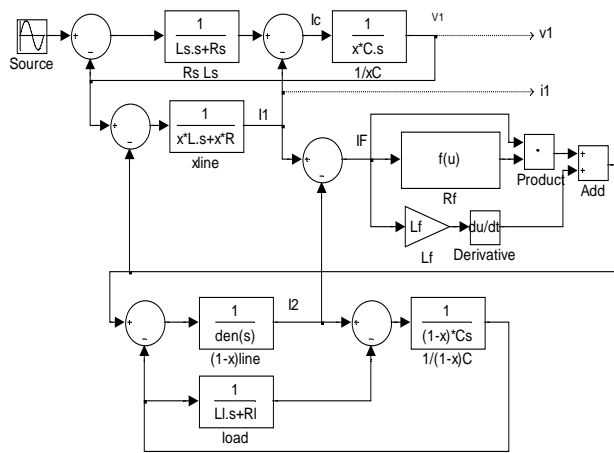 Source
+
−
1
Ls.s+Rs
Rs Ls
+
−
Ic
1
x*C.s
1/xC
V1
v1
i1
+
−
1
x*L.s+x*R
xline
I1
+
−
IF
f(u)
Rf
Product
+
+
Add
Lf
Lf
du/dt
Derivative
+
−
1
den(s)
(1-x)line
I2
+
−
1
(1-x)*Cs
1/(1-x)C
1
Ll.s+Rl
load